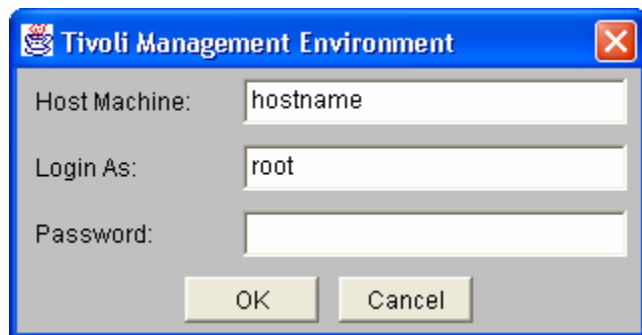 Tivoli Management Environment
Host Machine: hostname
Login As: root
Password:
OK Cancel